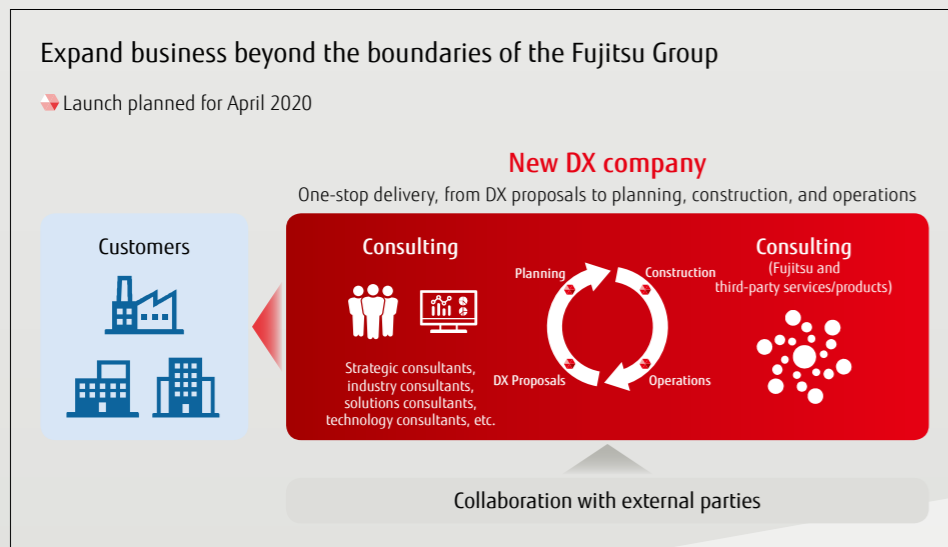 Expand business beyond the boundaries of the Fujitsu Group
Launch planned for April 2020
New DX company
One-stop delivery, from DX proposals to planning, construction, and operations
Customers
Consulting
Strategic consultants,
industry consultants,
solutions consultants,
technology consultants, etc.
Planning
Construction
DX Proposals
Operations
Consulting
(Fujitsu and
third-party services/products)
Collaboration with external parties